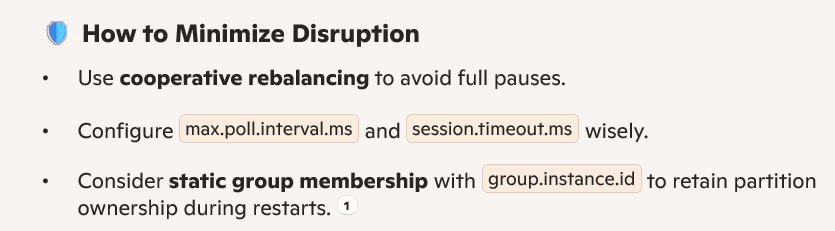 How to Minimize Disruption
• Use cooperative rebalancing to avoid full pauses.
• Configure max.poll.interval.ms and session.timeout.ms wisely.
• Consider static group membership with group.instance.id to retain partition
ownership during restarts. 1